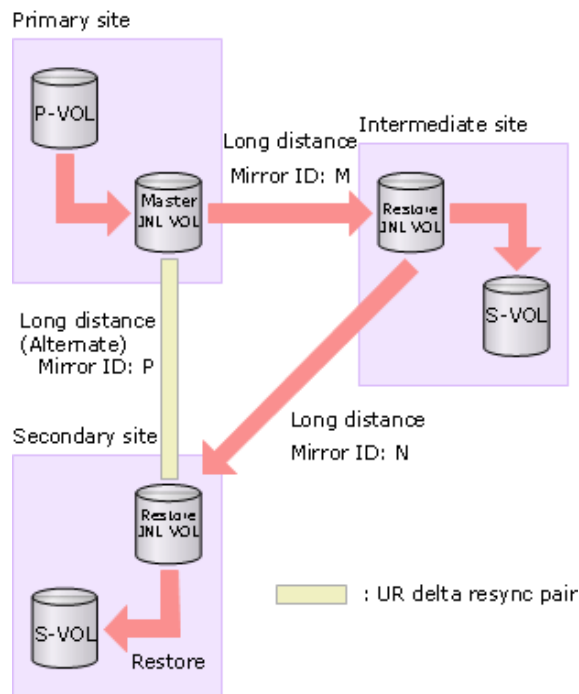 Primary site
P-VOL
Master
JNL VOL
Long distance
Mirror ID: M
Intermediate site
Restore
JNL VOL
S-VOL
Long distance
(Alternate)
Mirror ID: P
Long distance
Mirror ID: N
Secondary site
Restore
JNL VOL
S-VOL
Restore
: UR delta resync pair